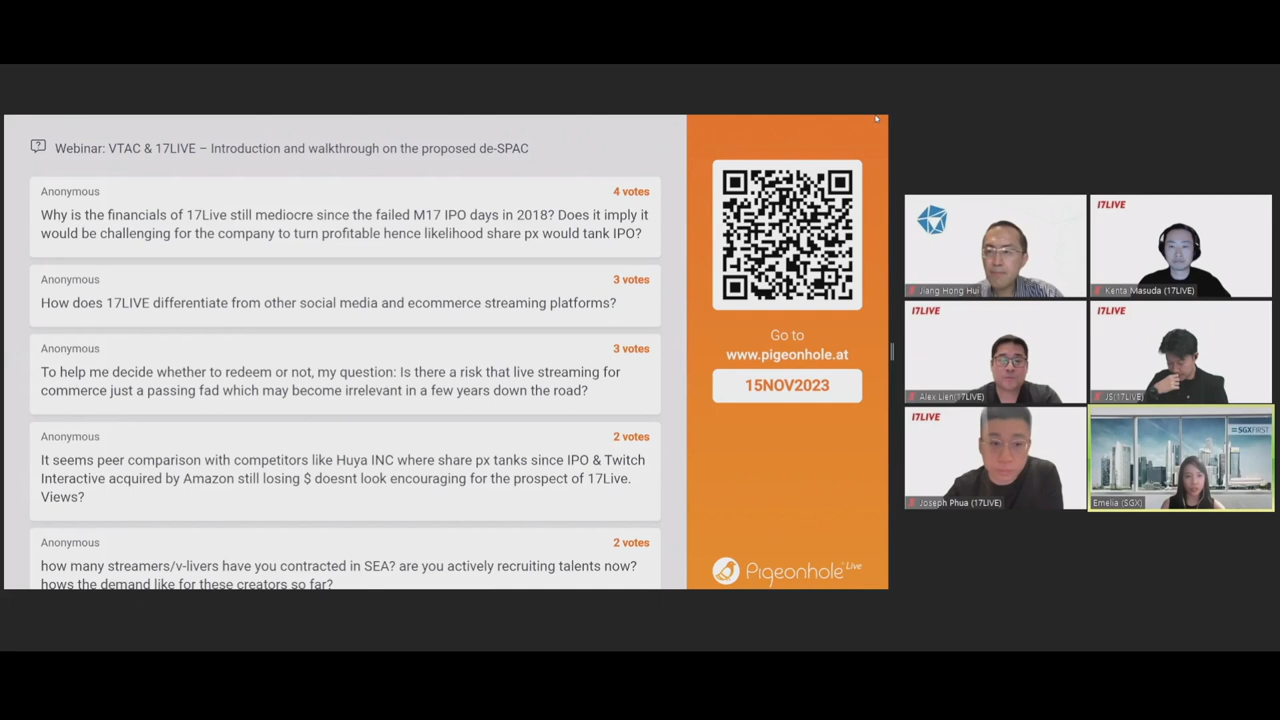 Webinar: VTAC & 17LIVE – Introduction and walkthrough on the proposed de-SPAC
Anonymous
4 votes
Why is the financials of 17Live still mediocre since the failed M17 IPO days in 2018? Does it imply it
would be challenging for the company to turn profitable hence likelihood share px would tank IPO?
Anonymous
3 votes
How does 17LIVE differentiate from other social media and ecommerce streaming platforms?
Anonymous
3 votes
To help me decide whether to redeem or not, my question: Is there a risk that live streaming for
commerce just a passing fad which may become irrelevant in a few years down the road?
Anonymous
2 votes
It seems peer comparison with competitors like Huya INC where share px tanks since IPO & Twitch
Interactive acquired by Amazon still losing $ doesnt look encouraging for the prospect of 17Live.
Views?
Anonymous
2 votes
how many streamers/v-livers have you contracted in SEA? are you actively recruiting talents now?
hows the demand like for these creators so far?
Go to
www.pigeonhole.at
15NOV2023
Pigeonhole Live
Jiang Hong Hui
17LIVE
Kenta Masuda (17LIVE)
17LIVE
Alex Lien(17LIVE)
17LIVE
JS(17LIVE)
17LIVE
Joseph Phua (17LIVE)
SGXFIRST
Emelia (SGX)